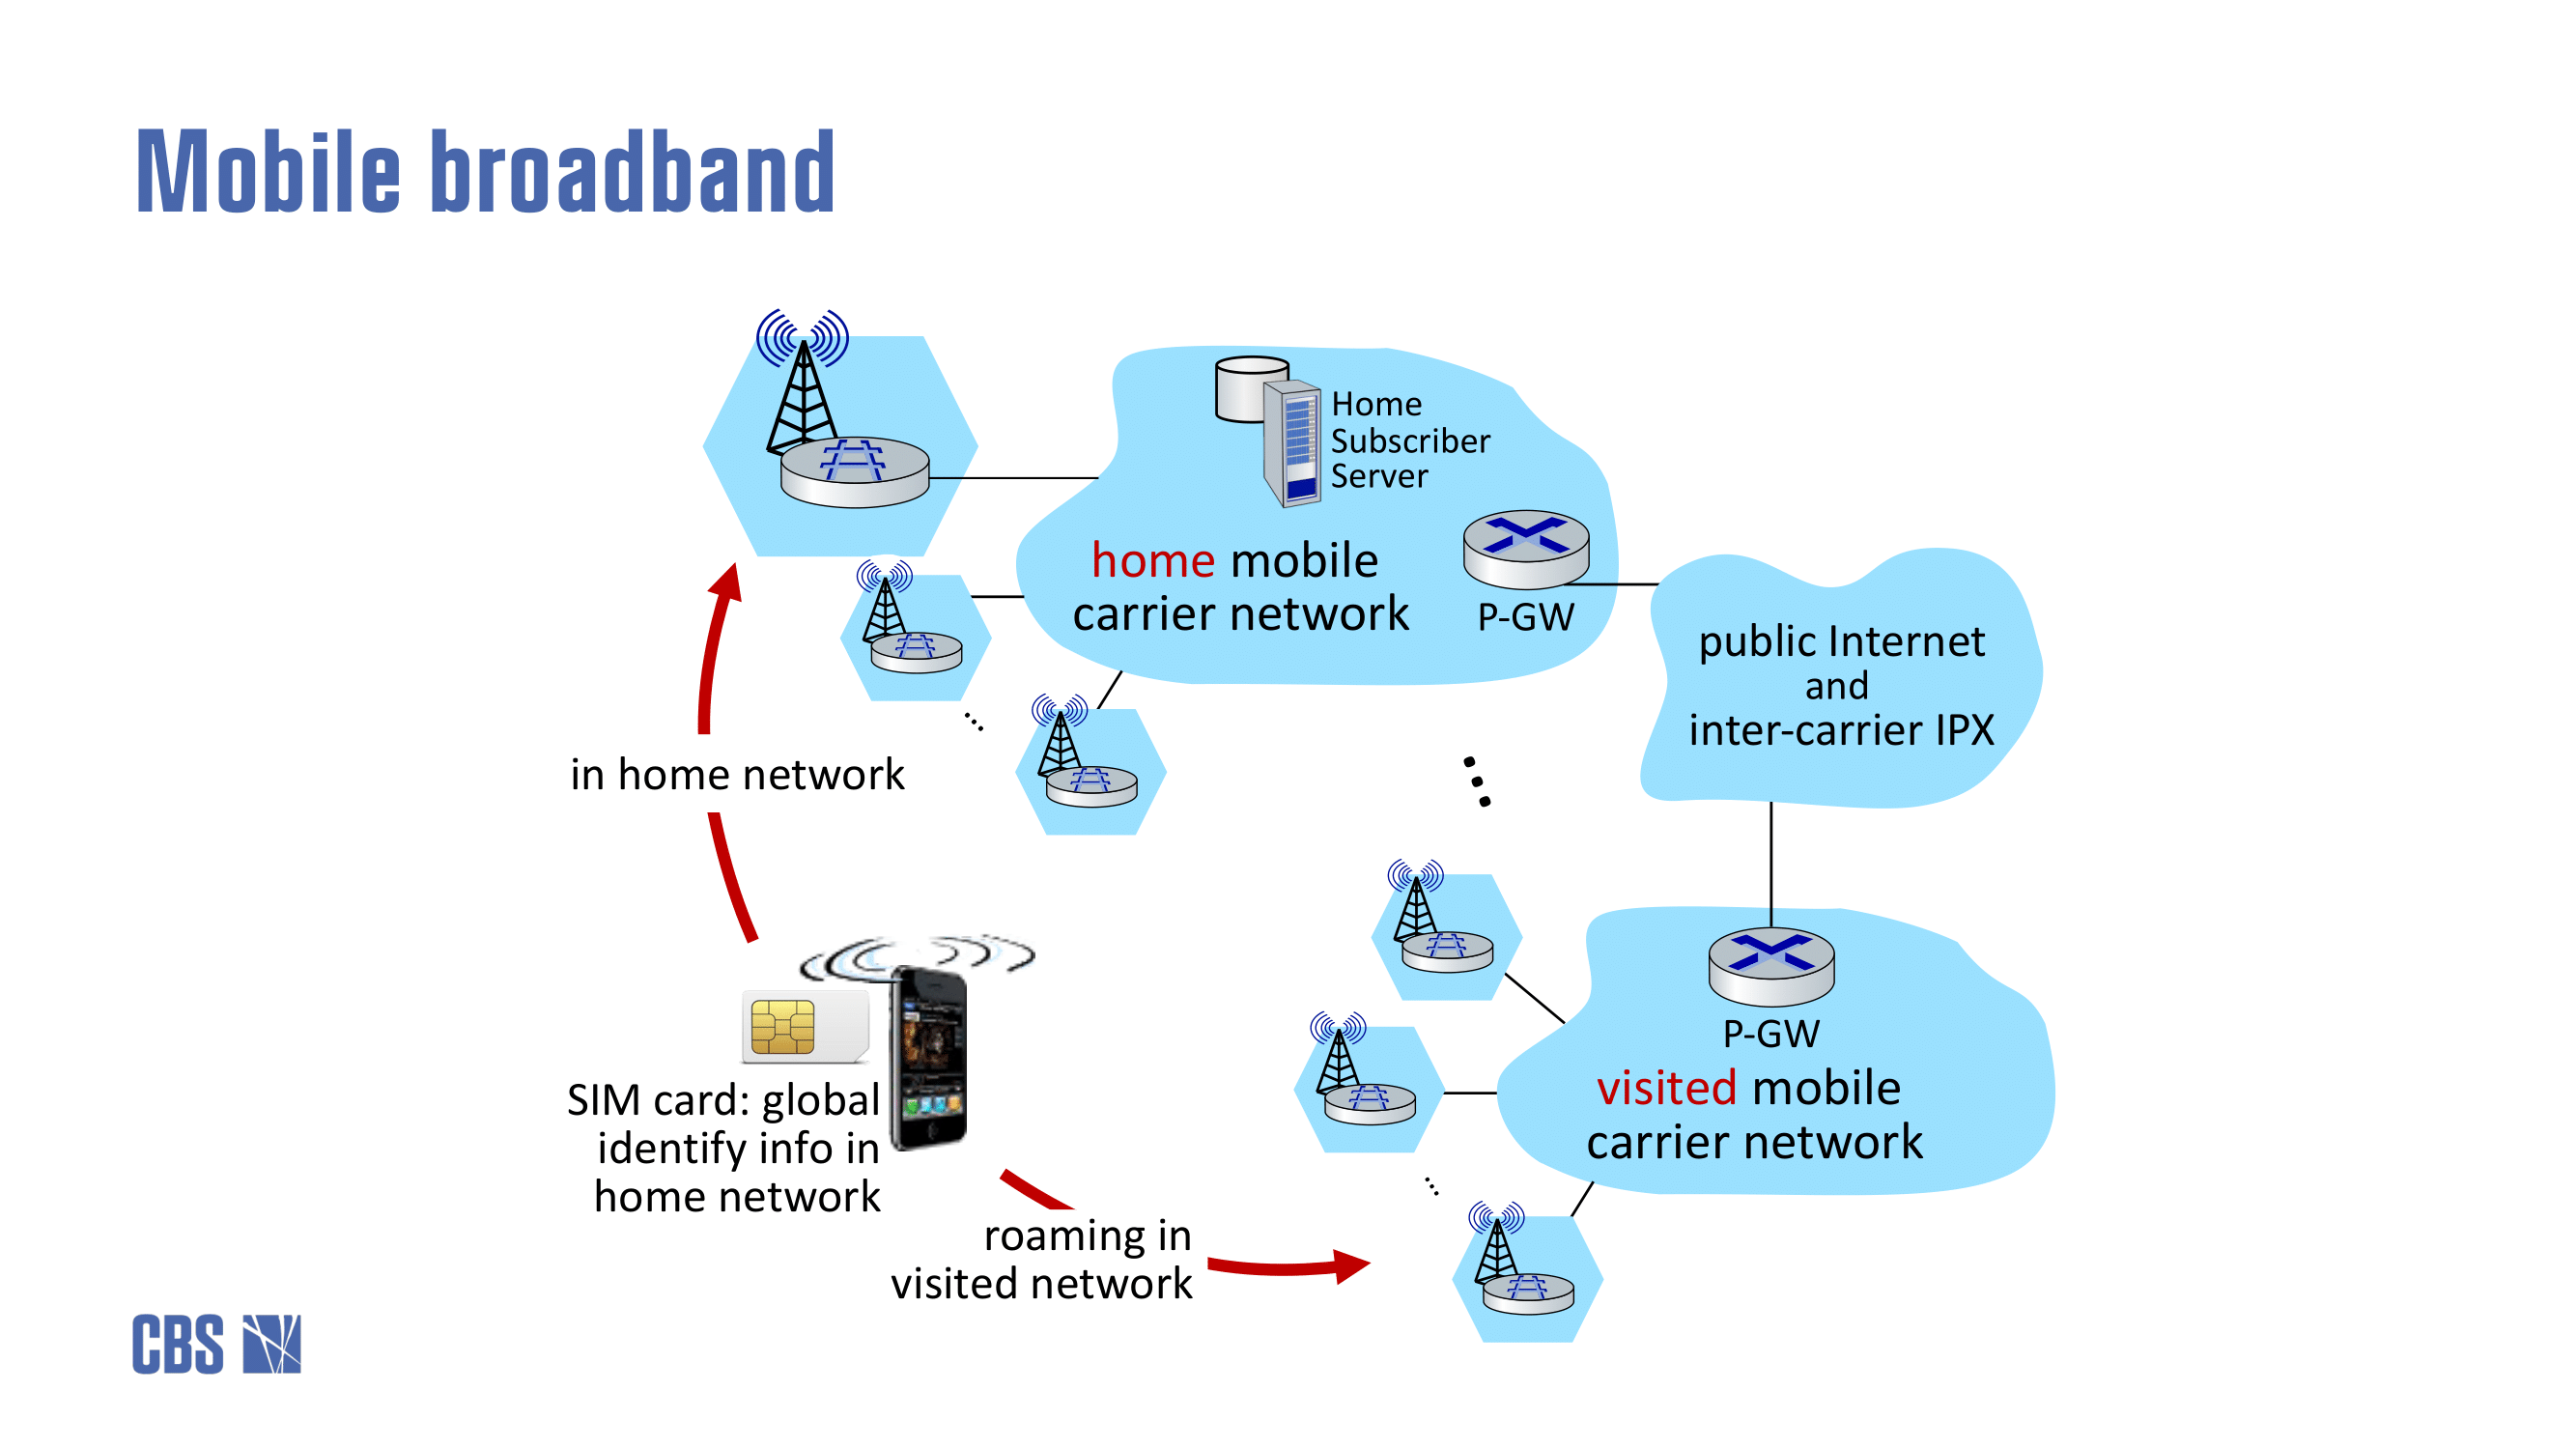 Mobile broadband
Home
Subscriber
Server
home mobile
carrier network
P-GW
public Internet
and
inter-carrier IPX
in home network
P-GW
visited mobile
carrier network
SIM card: global
identify info in
home network
roaming in
visited network
CBS